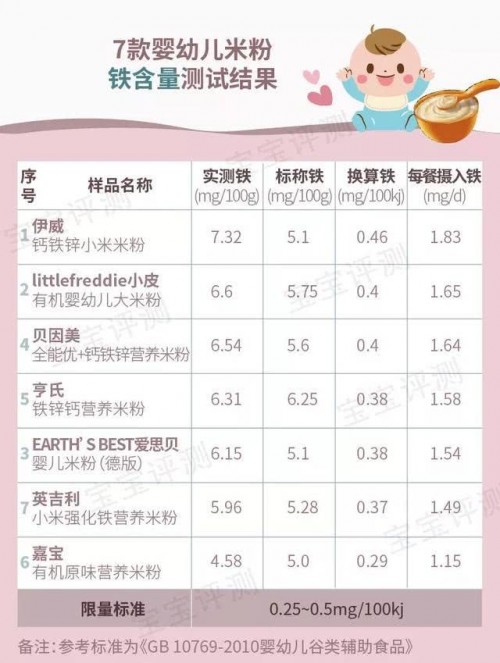 7款婴幼儿米粉
铁含量测试结果
序号 样品名称 实测铁(mg/100g) 标称铁(mg/100g) 换算铁(mg/100kj) 每餐摄入铁(mg/d)
1 伊威 钙铁锌小米米粉 7.32 5.1 0.46 1.83
2 littlefreddie小皮 有机婴幼儿大米粉 6.6 5.75 0.4 1.65
4 贝因美 全能优+钙铁锌营养米粉 6.54 5.6 0.4 1.64
5 亨氏 铁锌钙营养米粉 6.31 6.25 0.38 1.58
3 EARTH'S BEST爱思贝 婴儿米粉(德版) 6.15 5.1 0.38 1.54
7 英吉利 小米强化铁营养米粉 5.96 5.28 0.37 1.49
6 嘉宝 有机原味营养米粉 4.58 5.0 0.29 1.15
限量标准 0.25~0.5mg/100kj
备注:参考标准为《GB 10769-2010婴幼儿谷类辅助食品》
宝宝评测